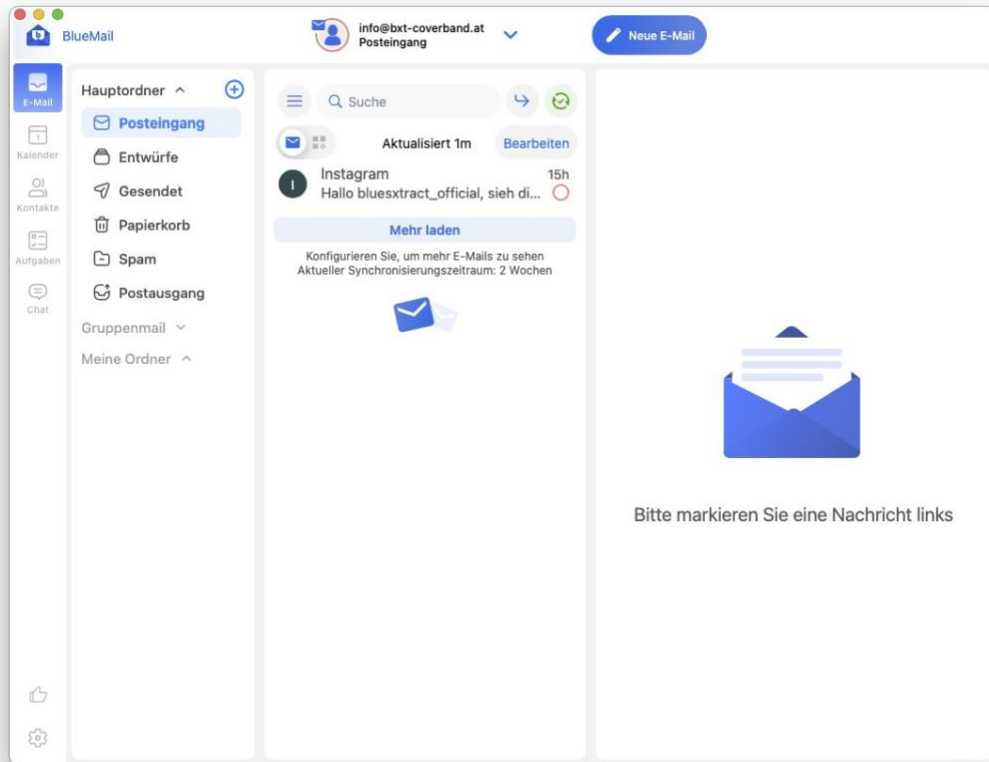 BlueMail
info@bxt-coverband.at
Posteingang
Neue E-Mail
E-Mail
Kalender
Kontakte
Aufgaben
Chat
Hauptordner
Posteingang
Entwürfe
Gesendet
Papierkorb
Spam
Postausgang
Gruppenmail
Meine Ordner
Suche
Aktualisiert 1m
Bearbeiten
I
Instagram 15h
Hallo bluesxtract_official, sieh di...
Mehr laden
Konfigurieren Sie, um mehr E-Mails zu sehen
Aktueller Synchronisierungszeitraum: 2 Wochen
Bitte markieren Sie eine Nachricht links